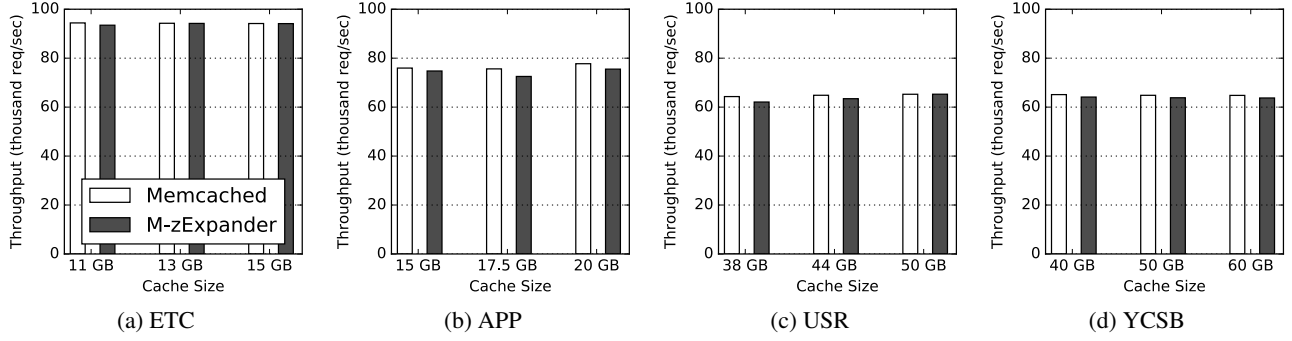 100
80
60
40
20
0
Throughput (thousand req/sec)
Memcached
M-zExpander
11 GB 13 GB 15 GB
Cache Size
(a) ETC
100
80
60
40
20
0
Throughput (thousand req/sec)
15 GB 17.5 GB 20 GB
Cache Size
(b) APP
100
80
60
40
20
0
Throughput (thousand req/sec)
38 GB 44 GB 50 GB
Cache Size
(c) USR
100
80
60
40
20
0
Throughput (thousand req/sec)
40 GB 50 GB 60 GB
Cache Size
(d) YCSB